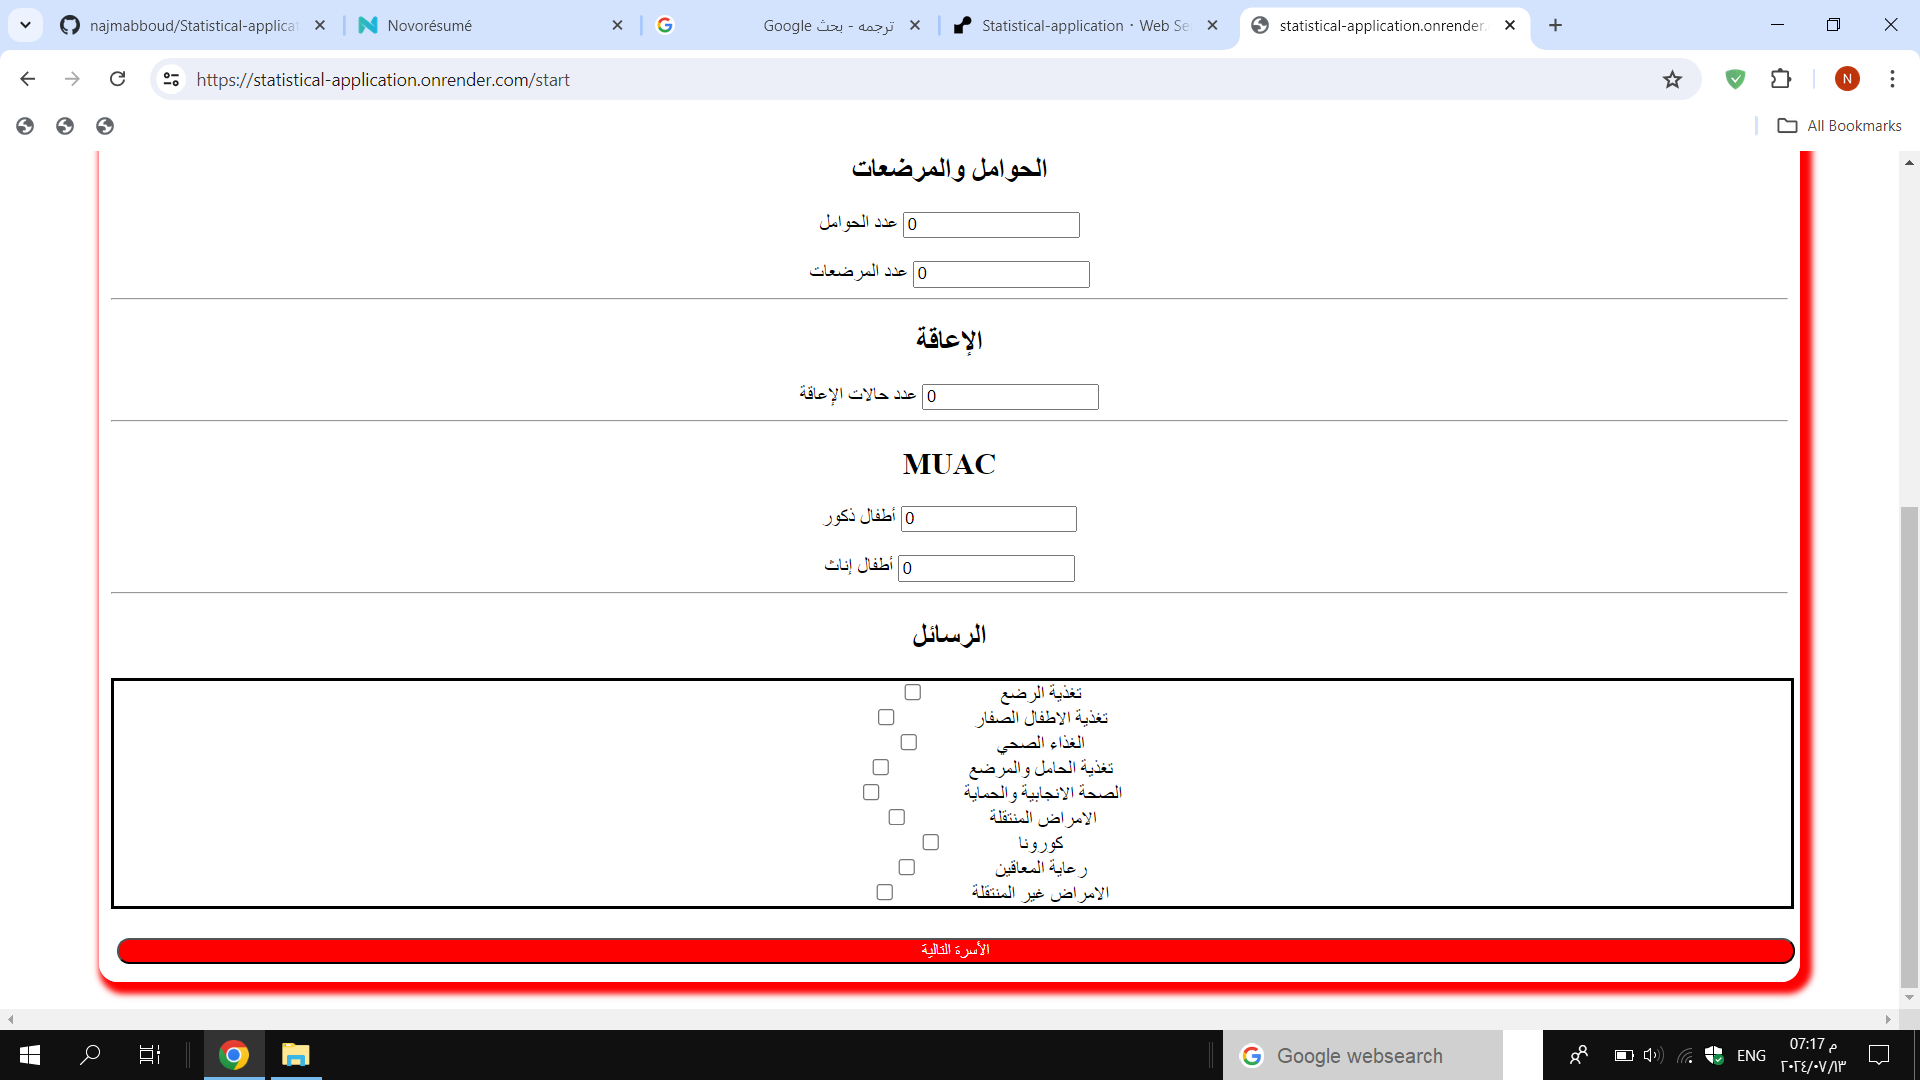 najmabboud/Statistical-applicat
Novorésumé
ترجمه - بحث Google
Statistical-application · Web Se
statistical-application.onrender.
https://statistical-application.onrender.com/start
N
All Bookmarks
الحوامل والمرضعات
عدد الحوامل 0
عدد المرضعات 0
الإعاقة
عدد حالات الإعاقة 0
MUAC
أطفال ذكور 0
أطفال إناث 0
الرسائل
تغذية الرضع
تغذية الاطفال الصفار
الغذاء الصحي
تغذية الحامل والمرضع
الصحة الانجابية والحماية
الامراض المنتقلة
كورونا
رعاية المعاقين
الامراض غير المنتقلة
الأسرة التالية
Google websearch
ENG
07:17 م
٢٠٢٤/٠٧/١٣